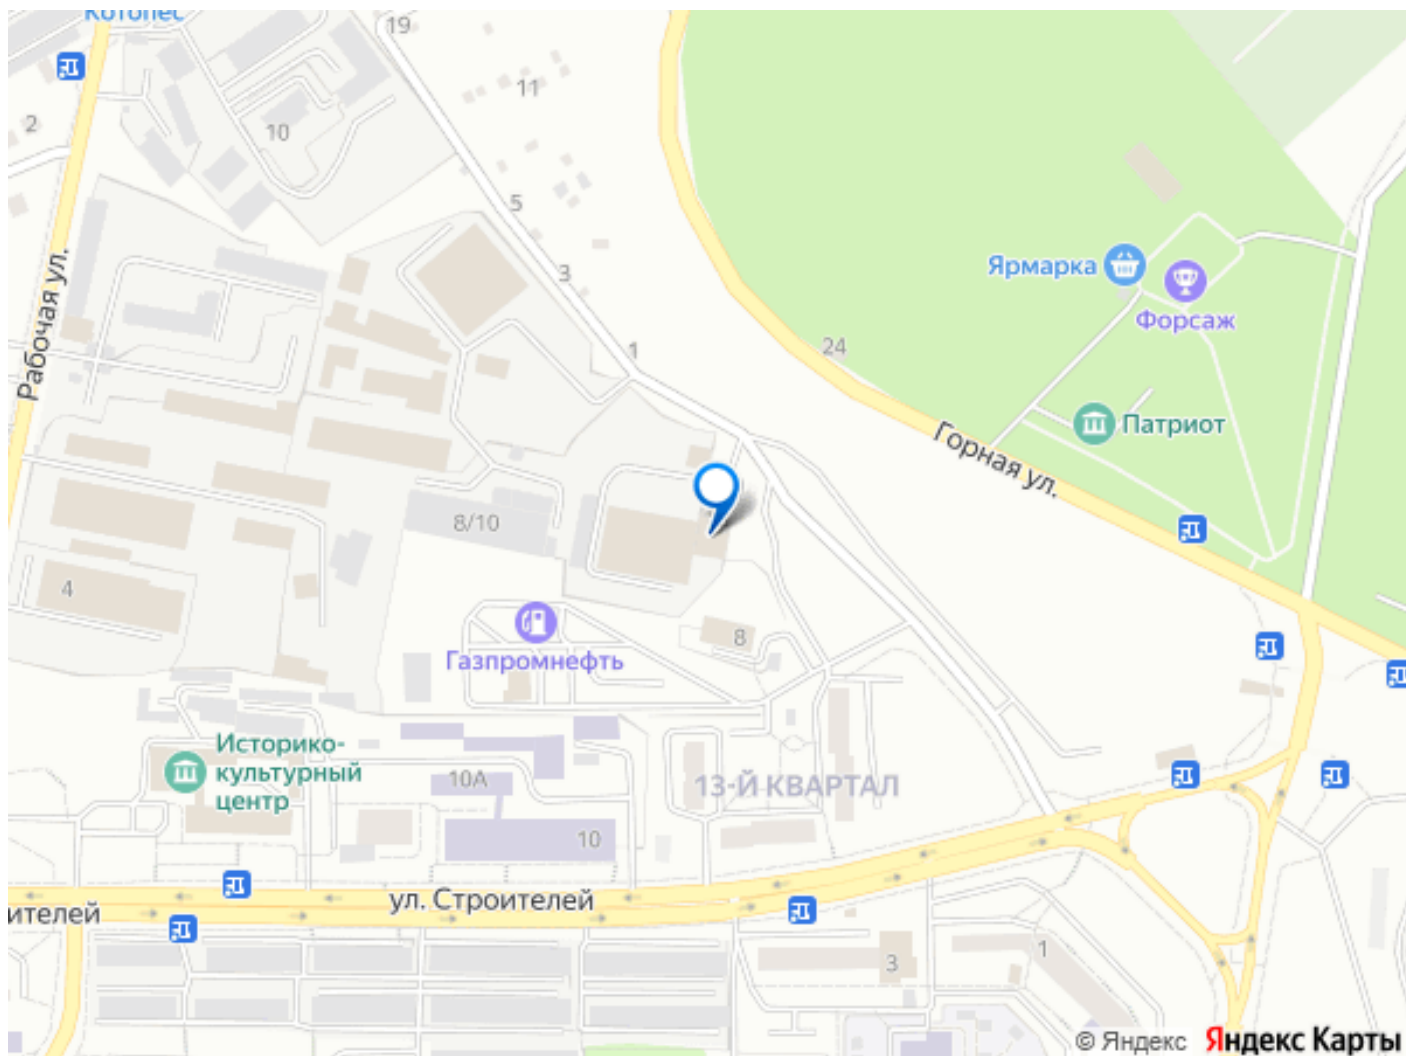 Котопёс
19
11
2
10
5
3
Ярмарка
Форсаж
Рабочая ул.
1
24
Патриот
Горная ул.
8/10
4
8
Газпромнефть
Историко-
культурный
центр
10А
13-Й КВАРТАЛ
10
ул. Строителей
ителей
3
1
© Яндекс
Яндекс Карты